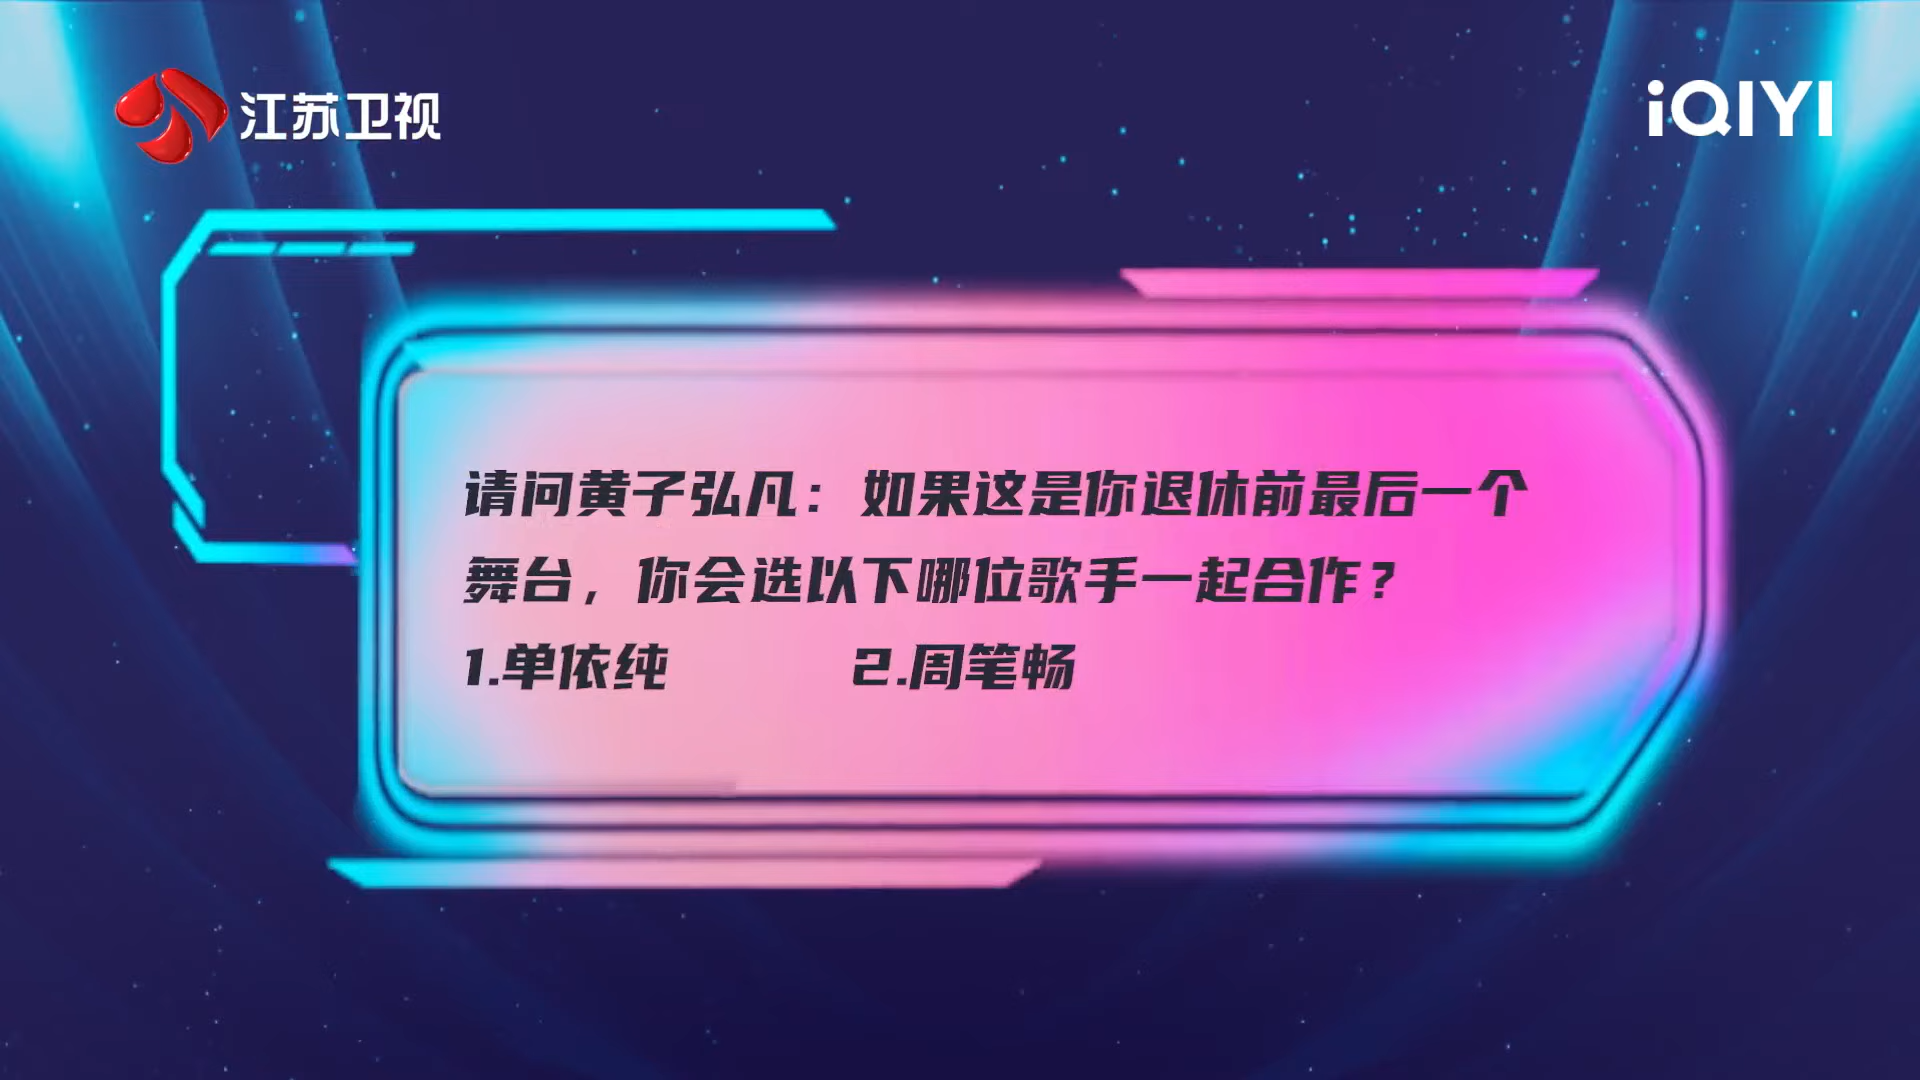 江苏卫视
iQIYI
请问黄子弘凡：如果这是你退休前最后一个
舞台，你会选以下哪位歌手一起合作？
1.单依纯 2.周笔畅